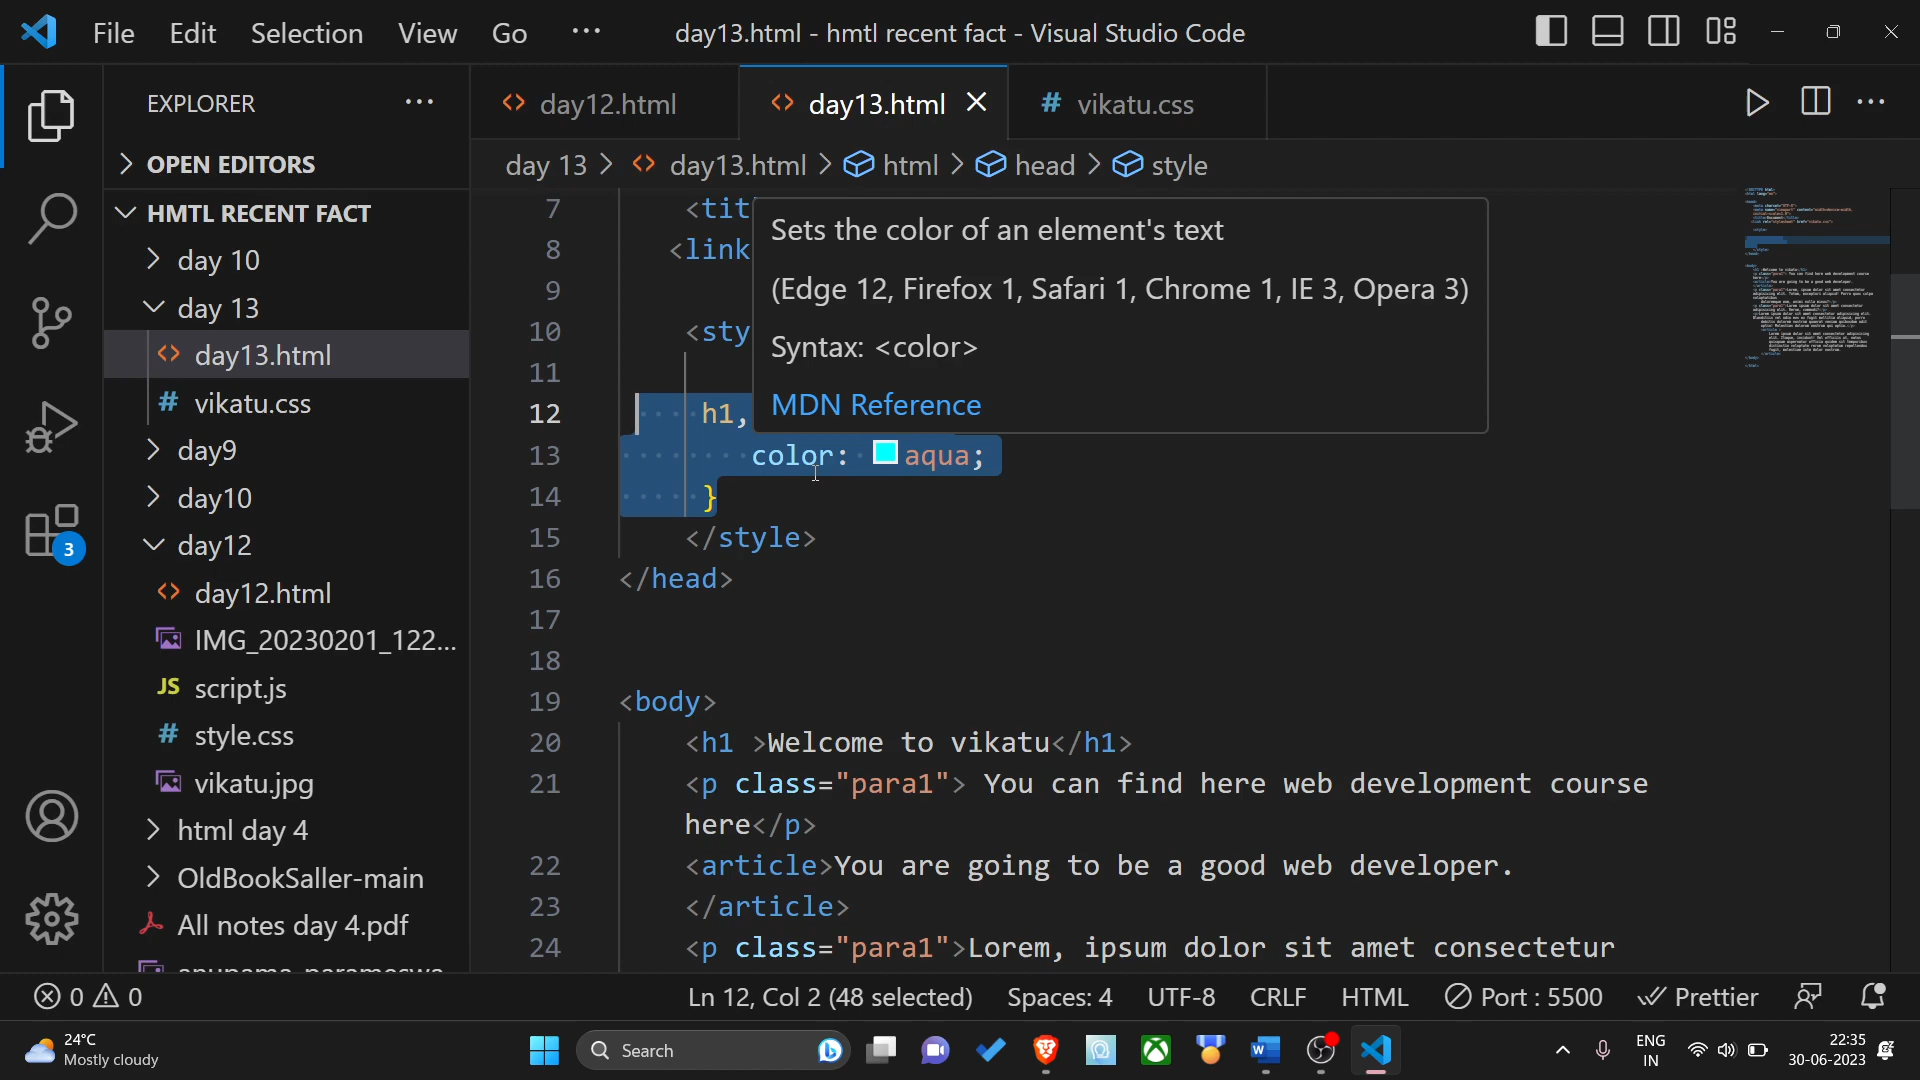 File Edit Selection View Go ··· day13.html - hmtl recent fact - Visual Studio Code
EXPLORER ···
OPEN EDITORS
HMTL RECENT FACT
day 10
day 13
day13.html
vikatu.css
day9
day10
day12
day12.html
IMG_20230201_122...
script.js
style.css
vikatu.jpg
html day 4
OldBookSaller-main
All notes day 4.pdf
3
day12.html day13.html vikatu.css
day 13 > day13.html > html > head > style
7 <tit
8 <link
9
10 <sty
11
12 h1,
13 color: aqua;
14 }
15 </style>
16 </head>
17
18
19 <body>
20 <h1 >Welcome to vikatu</h1>
21 <p class="para1"> You can find here web development course
here</p>
22 <article>You are going to be a good web developer.
23 </article>
24 <p class="para1">Lorem, ipsum dolor sit amet consectetur
Sets the color of an element's text
(Edge 12, Firefox 1, Safari 1, Chrome 1, IE 3, Opera 3)
Syntax: <color>
MDN Reference
0 0 Ln 12, Col 2 (48 selected) Spaces: 4 UTF-8 CRLF HTML Port : 5500 Prettier
24°C
Mostly cloudy
Search
ENG
IN
22:35
30-06-2023